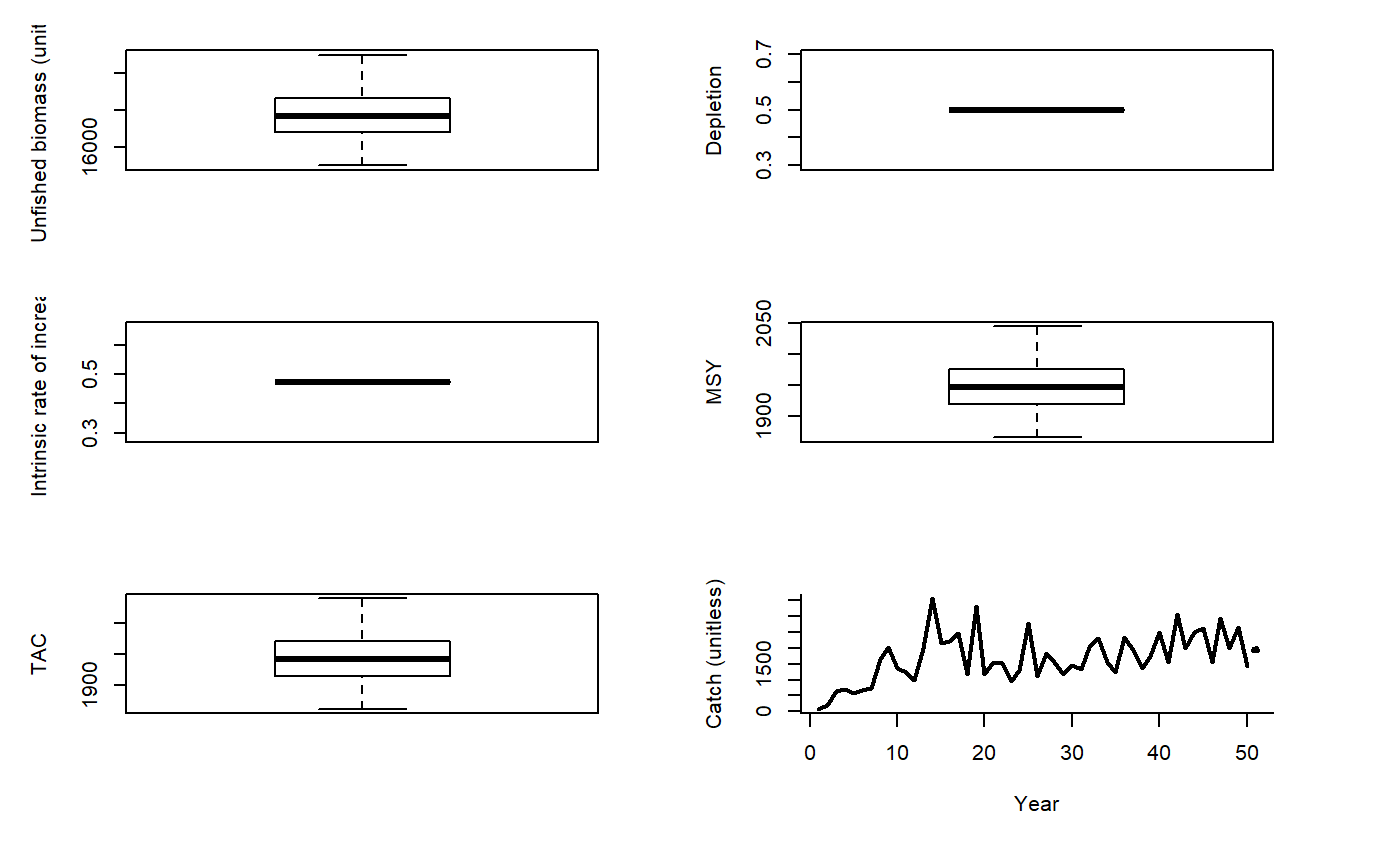 Unfished biomass (unit
16000
Depletion
0.3
0.5
0.7
Intrinsic rate of increa
0.3
0.5
MSY
1900
2050
TAC
1900
Catch (unitless)
0
1500
0 10 20 30 40 50
Year